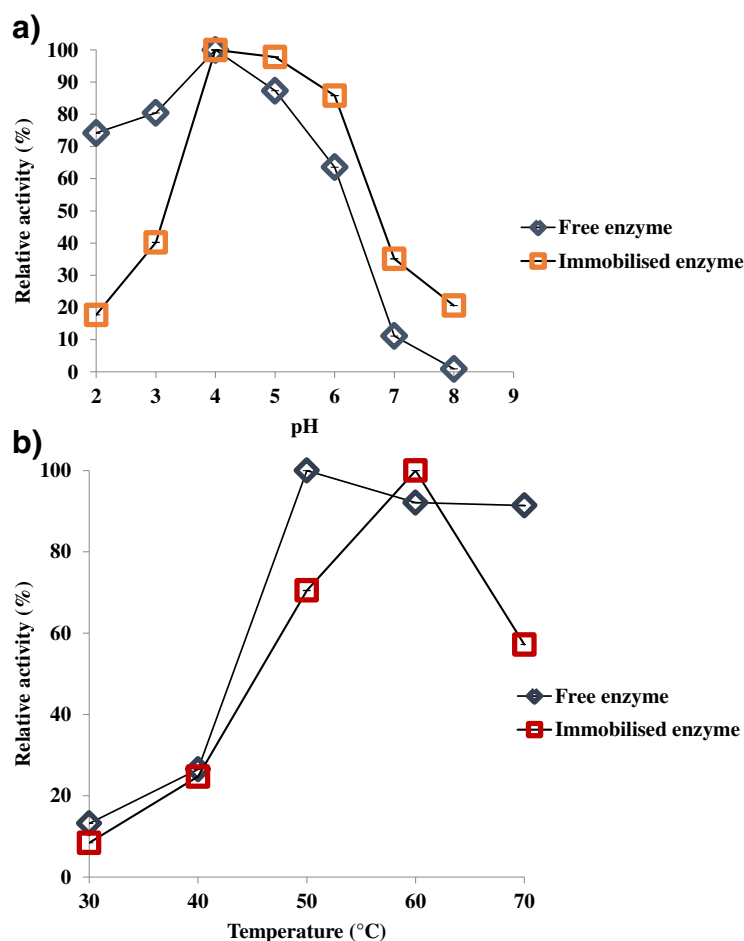 a)
100
90
80
70
60
50
40
30
20
10
0
Relative activity (%)
2 3 4 5 6 7 8 9
pH
Free enzyme
Immobilised enzyme
b)
100
80
60
40
20
0
Relative activity (%)
30 40 50 60 70
Temperature (°C)
Free enzyme
Immobilised enzyme